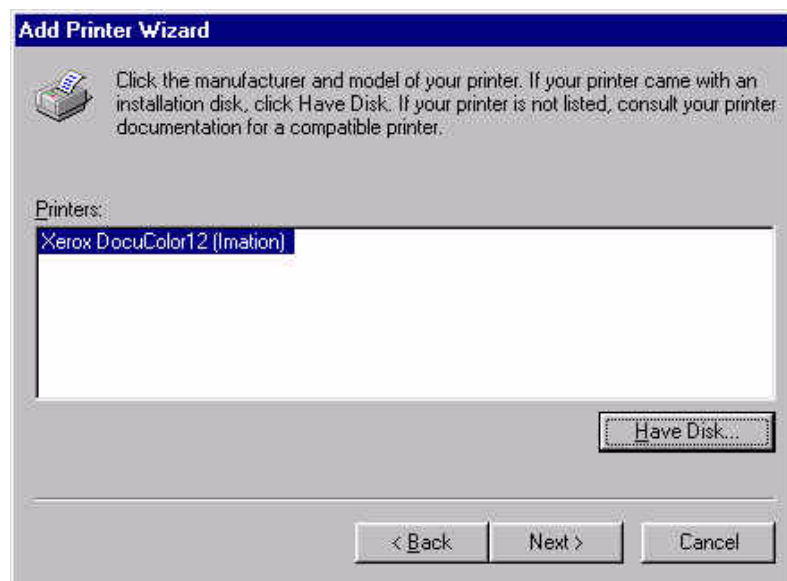 Add Printer Wizard
Click the manufacturer and model of your printer. If your printer came with an
installation disk, click Have Disk. If your printer is not listed, consult your printer
documentation for a compatible printer.
Printers:
Xerox DocuColor12 (Imation)
Have Disk...
< Back
Next >
Cancel